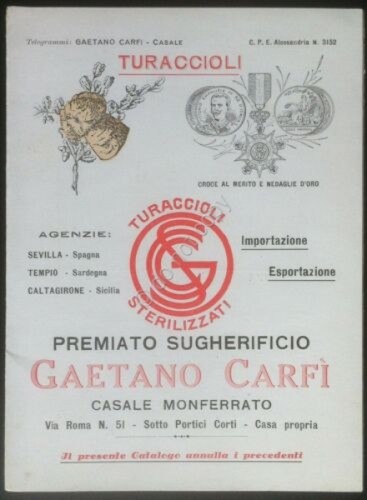 Telegrammi: GAETANO CARFÌ - CASALE
C. P. E. Alessandria N. 3152
TURACCIOLI
CROCE AL MERITO E MEDAGLIE D'ORO
AGENZIE:
SEVILLA - Spagna
TEMPIO - Sardegna
CALTAGIRONE - Sicilia
TURACCIOLI
STERILIZZATI
Importazione
Esportazione
PREMIATO SUGHERIFICIO
GAETANO CARFÌ
CASALE MONFERRATO
Via Roma N. 51 - Sotto Portici Corti - Casa propria
Il presente Catalogo annulla i precedenti